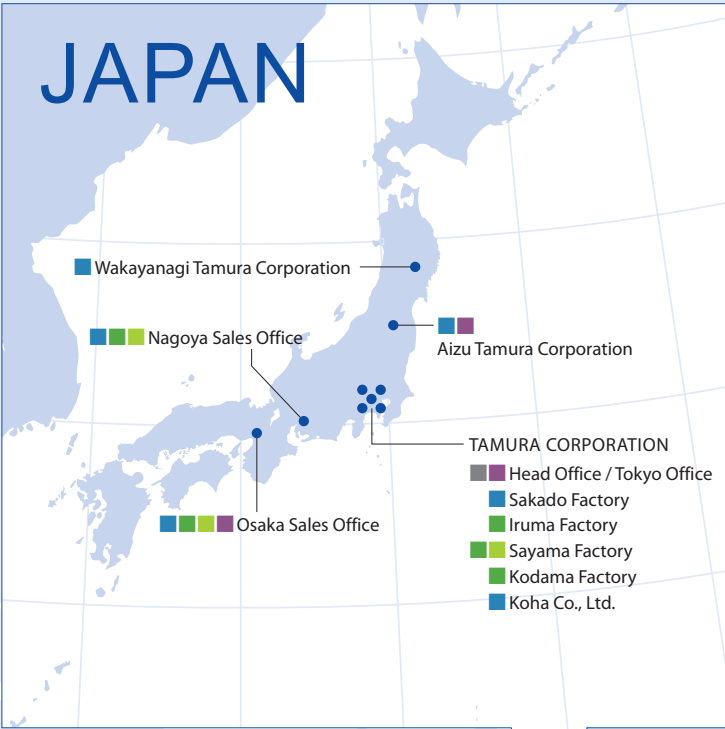 JAPAN
Wakayanagi Tamura Corporation
Nagoya Sales Office
Aizu Tamura Corporation
TAMURA CORPORATION
Head Office / Tokyo Office
Sakado Factory
Iruma Factory
Sayama Factory
Kodama Factory
Koha Co., Ltd.
Osaka Sales Office